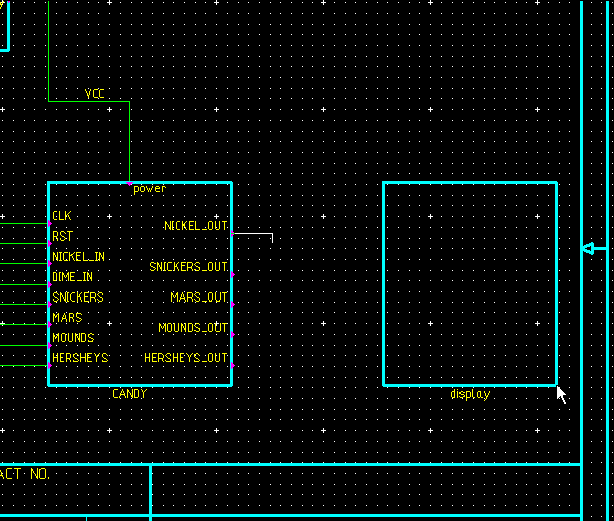 VCC
power
CLK
NICKEL_OUT
RST
NICKEL_IN
SNICKERS_OUT
DIME_IN
SNICKERS
MARS_OUT
MARS
MOUNDS_OUT
MOUNDS
HERSHEYS
HERSHEYS_OUT
CANDY
display
ACT NO.